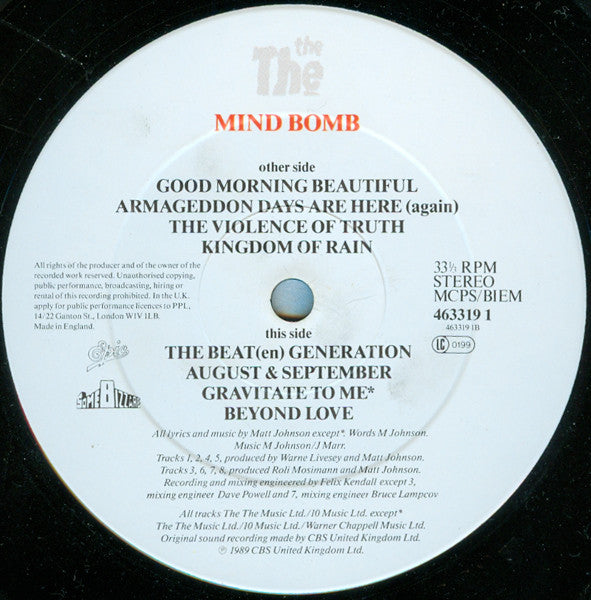 the
The
MIND BOMB
other side
GOOD MORNING BEAUTIFUL
ARMAGEDDON DAYS ARE HERE (again)
THE VIOLENCE OF TRUTH
KINGDOM OF RAIN
All rights of the producer and of the owner of the
recorded work reserved. Unauthorised copying,
public performance, broadcasting, hiring or
rental of this recording prohibited. In the U.K.
apply for public performance licences to PPL,
14/22 Ganton St., London W1V 1LB.
Made in England.
33⅓ RPM
STEREO
MCPS/BIEM
463319 1
463319 1B
LC 0199
Epic
SOME BIZZARE
this side
THE BEAT(en) GENERATION
AUGUST & SEPTEMBER
GRAVITATE TO ME*
BEYOND LOVE
All lyrics and music by Matt Johnson except*. Words M Johnson.
Music M Johnson/J Marr.
Tracks 1, 2, 4, 5, produced by Warne Livesey and Matt Johnson.
Tracks 3, 6, 7, 8, produced Roli Mosimann and Matt Johnson.
Recording and mixing engineered by Felix Kendall except 3,
mixing engineer Dave Powell and 7, mixing engineer Bruce Lampcov
All tracks The The Music Ltd./10 Music Ltd. except*
The The Music Ltd./10 Music Ltd./Warner Chappell Music Ltd.
Original sound recording made by CBS United Kingdom Ltd.
℗ 1989 CBS United Kingdom Ltd.